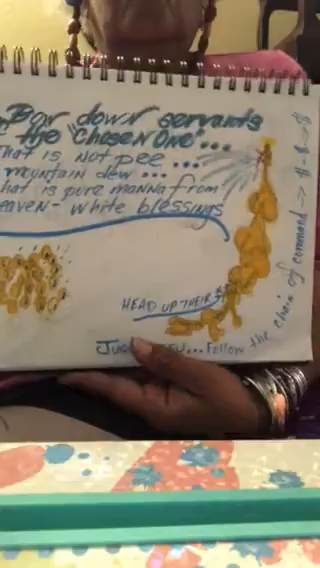 Bow down servants
the "Chosen One"...
That is not pee...
mountain dew...
that is pure manna from
heaven - white blessings
HEAD UP THEIR
Follow the chain of command → $ - $ → $